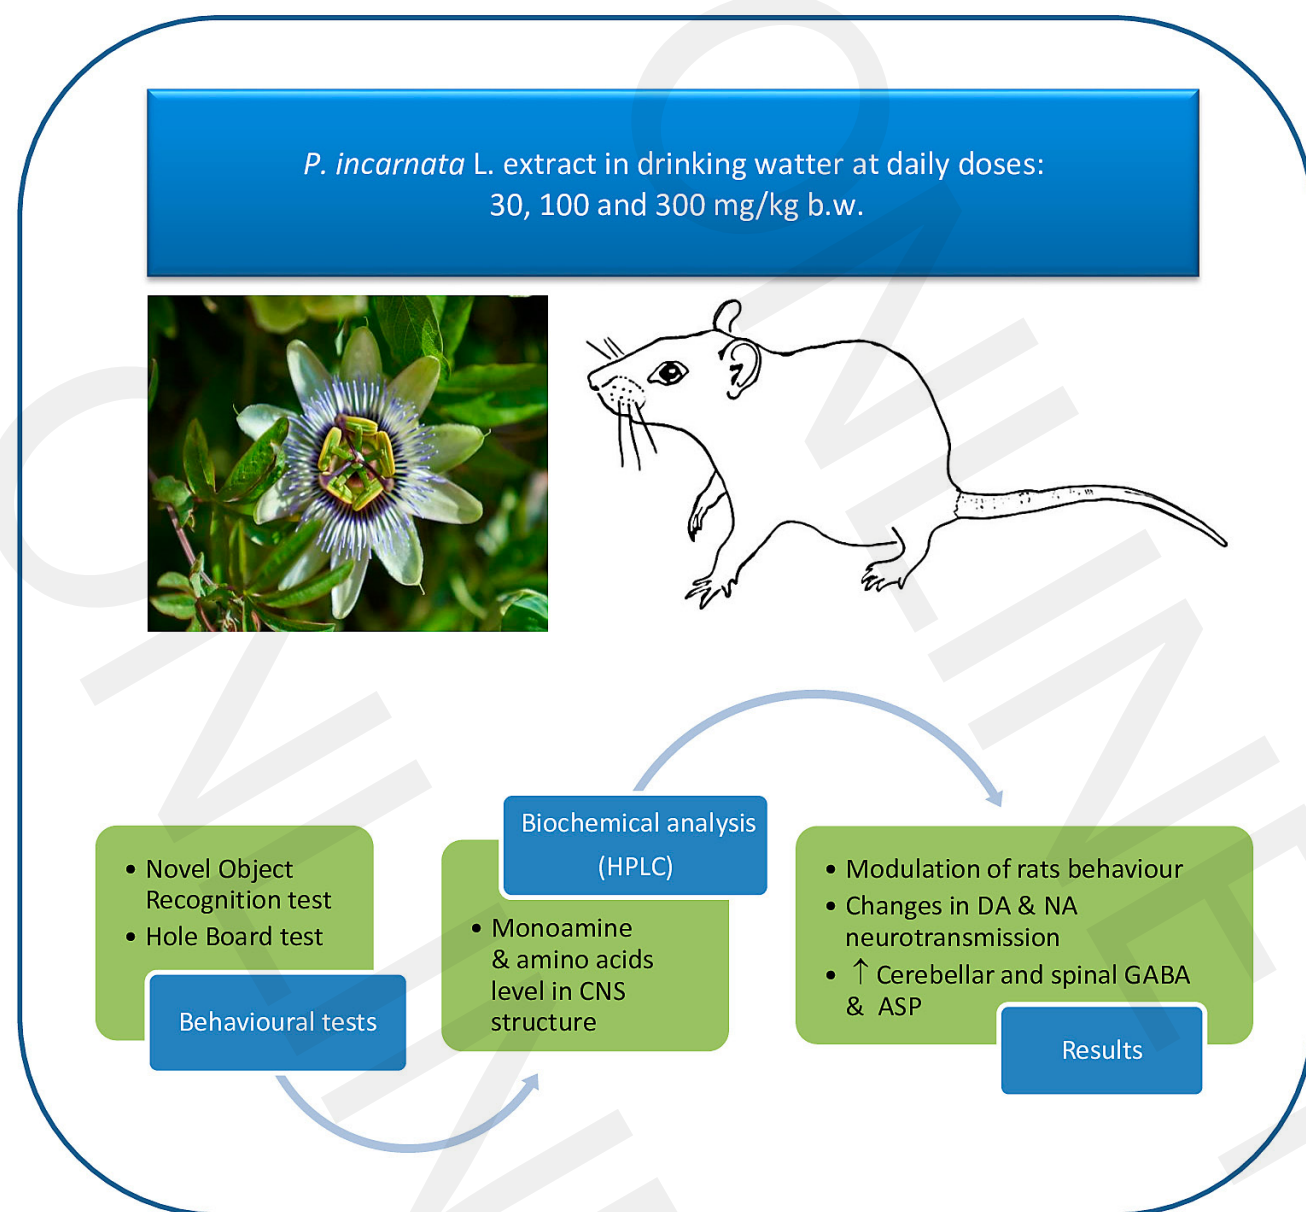 P. incarnata L. extract in drinking watter at daily doses:
30, 100 and 300 mg/kg b.w.
• Novel Object
Recognition test
• Hole Board test
Behavioural tests
Biochemical analysis
(HPLC)
• Monoamine
& amino acids
level in CNS
structure
• Modulation of rats behaviour
• Changes in DA & NA
neurotransmission
• ↑ Cerebellar and spinal GABA
& ASP
Results
ONLINE
ONLINE